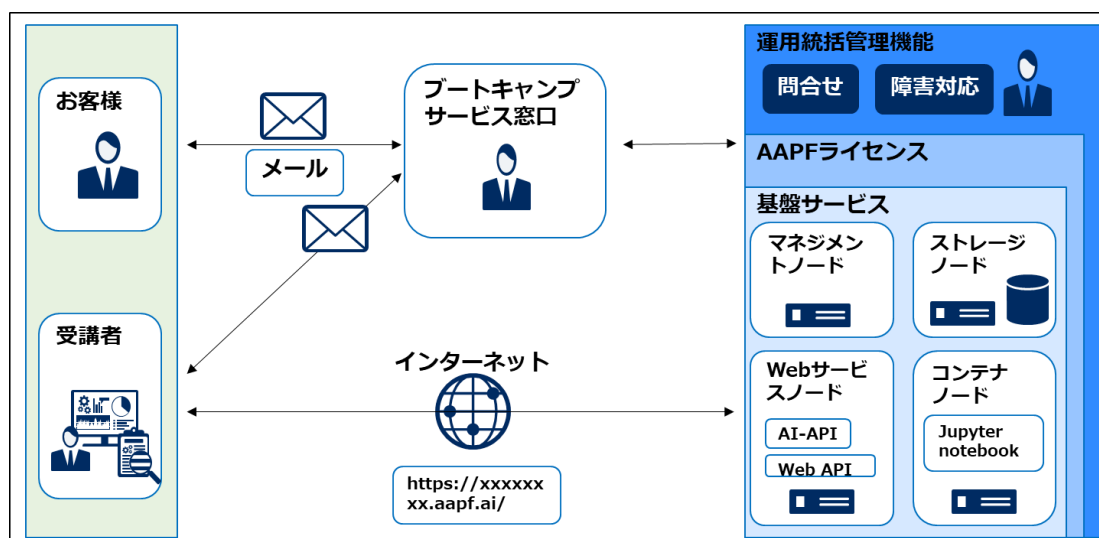 お客様
メール
ブートキャンプ
サービス窓口
受講者
インターネット
https://xxxxxx
xx.aapf.ai/
運用統括管理機能
問合せ
障害対応
AAPFライセンス
基盤サービス
マネジメン
トノード
ストレージ
ノード
Webサービ
スノード
AI-API
Web API
コンテナ
ノード
Jupyter
notebook